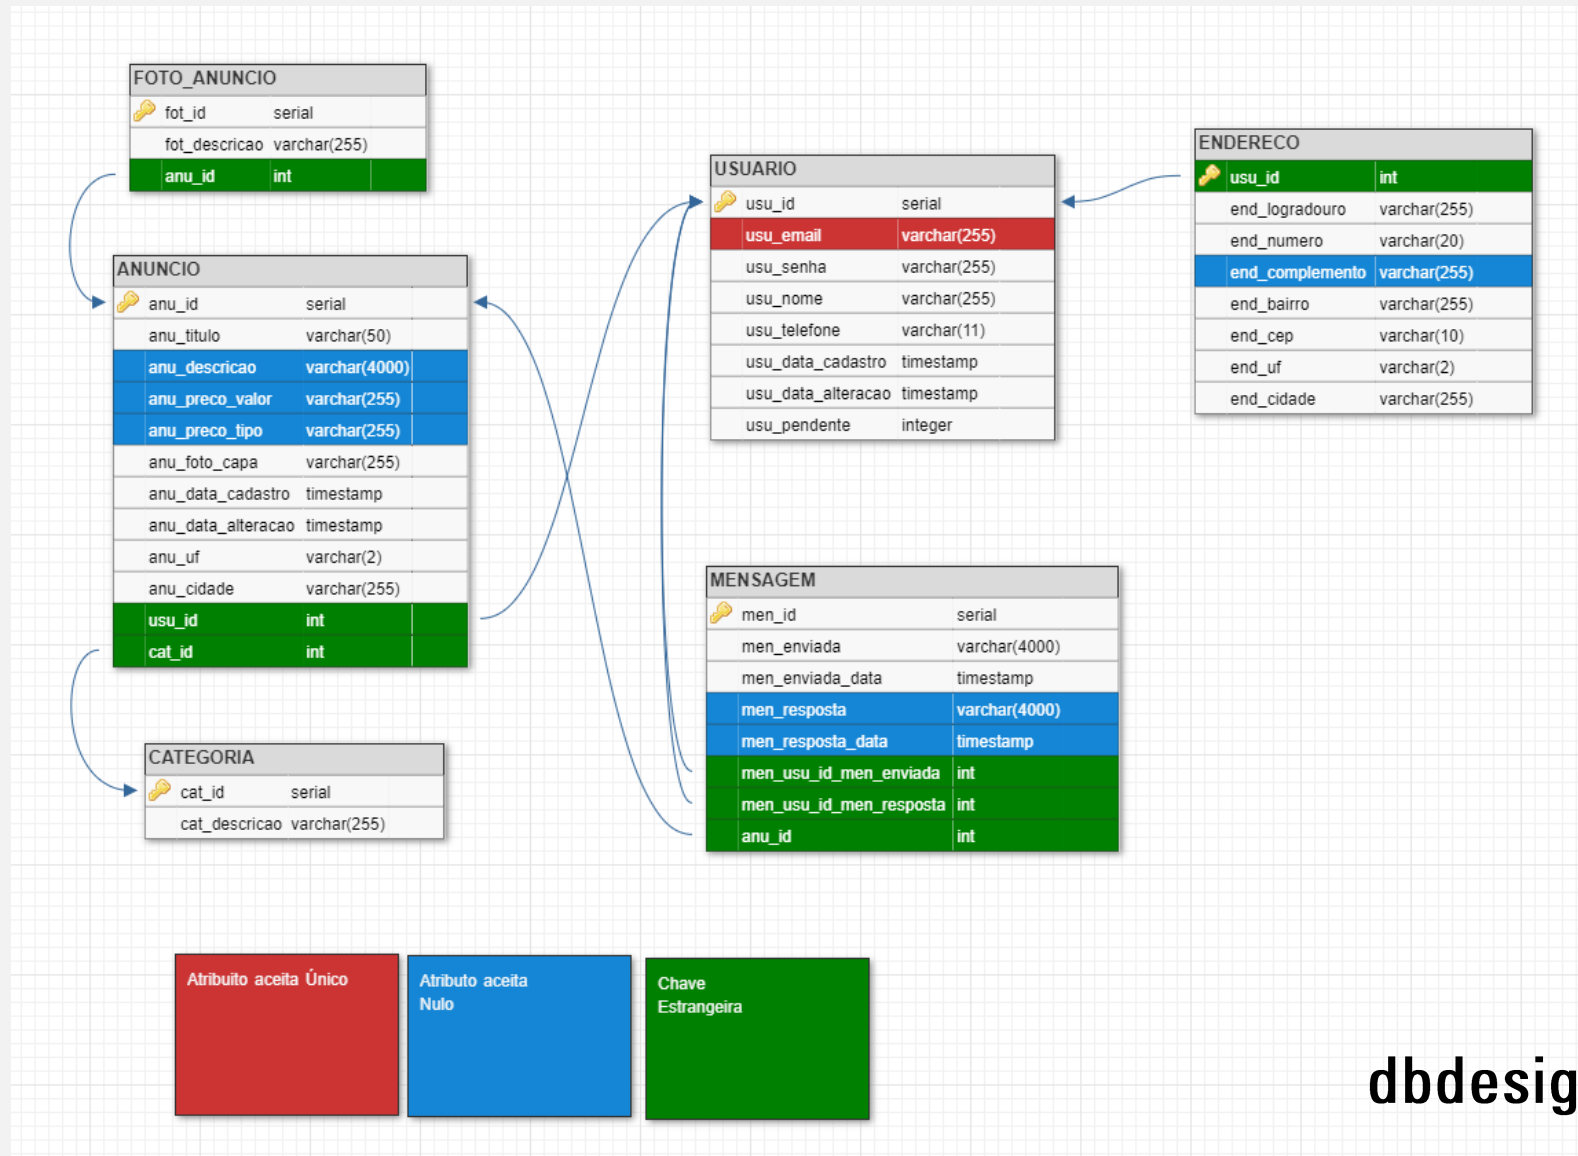 FOTO_ANUNCIO
fot_id serial
fot_descricao varchar(255)
anu_id int
ANUNCIO
anu_id serial
anu_titulo varchar(50)
anu_descricao varchar(4000)
anu_preco_valor varchar(255)
anu_preco_tipo varchar(255)
anu_foto_capa varchar(255)
anu_data_cadastro timestamp
anu_data_alteracao timestamp
anu_uf varchar(2)
anu_cidade varchar(255)
usu_id int
cat_id int
CATEGORIA
cat_id serial
cat_descricao varchar(255)
USUARIO
usu_id serial
usu_email varchar(255)
usu_senha varchar(255)
usu_nome varchar(255)
usu_telefone varchar(11)
usu_data_cadastro timestamp
usu_data_alteracao timestamp
usu_pendente integer
MENSAGEM
men_id serial
men_enviada varchar(4000)
men_enviada_data timestamp
men_resposta varchar(4000)
men_resposta_data timestamp
men_usu_id_men_enviada int
men_usu_id_men_resposta int
anu_id int
ENDERECO
usu_id int
end_logradouro varchar(255)
end_numero varchar(20)
end_complemento varchar(255)
end_bairro varchar(255)
end_cep varchar(10)
end_uf varchar(2)
end_cidade varchar(255)
Atribuito aceita Único
Atributo aceita
Nulo
Chave
Estrangeira
dbdesig